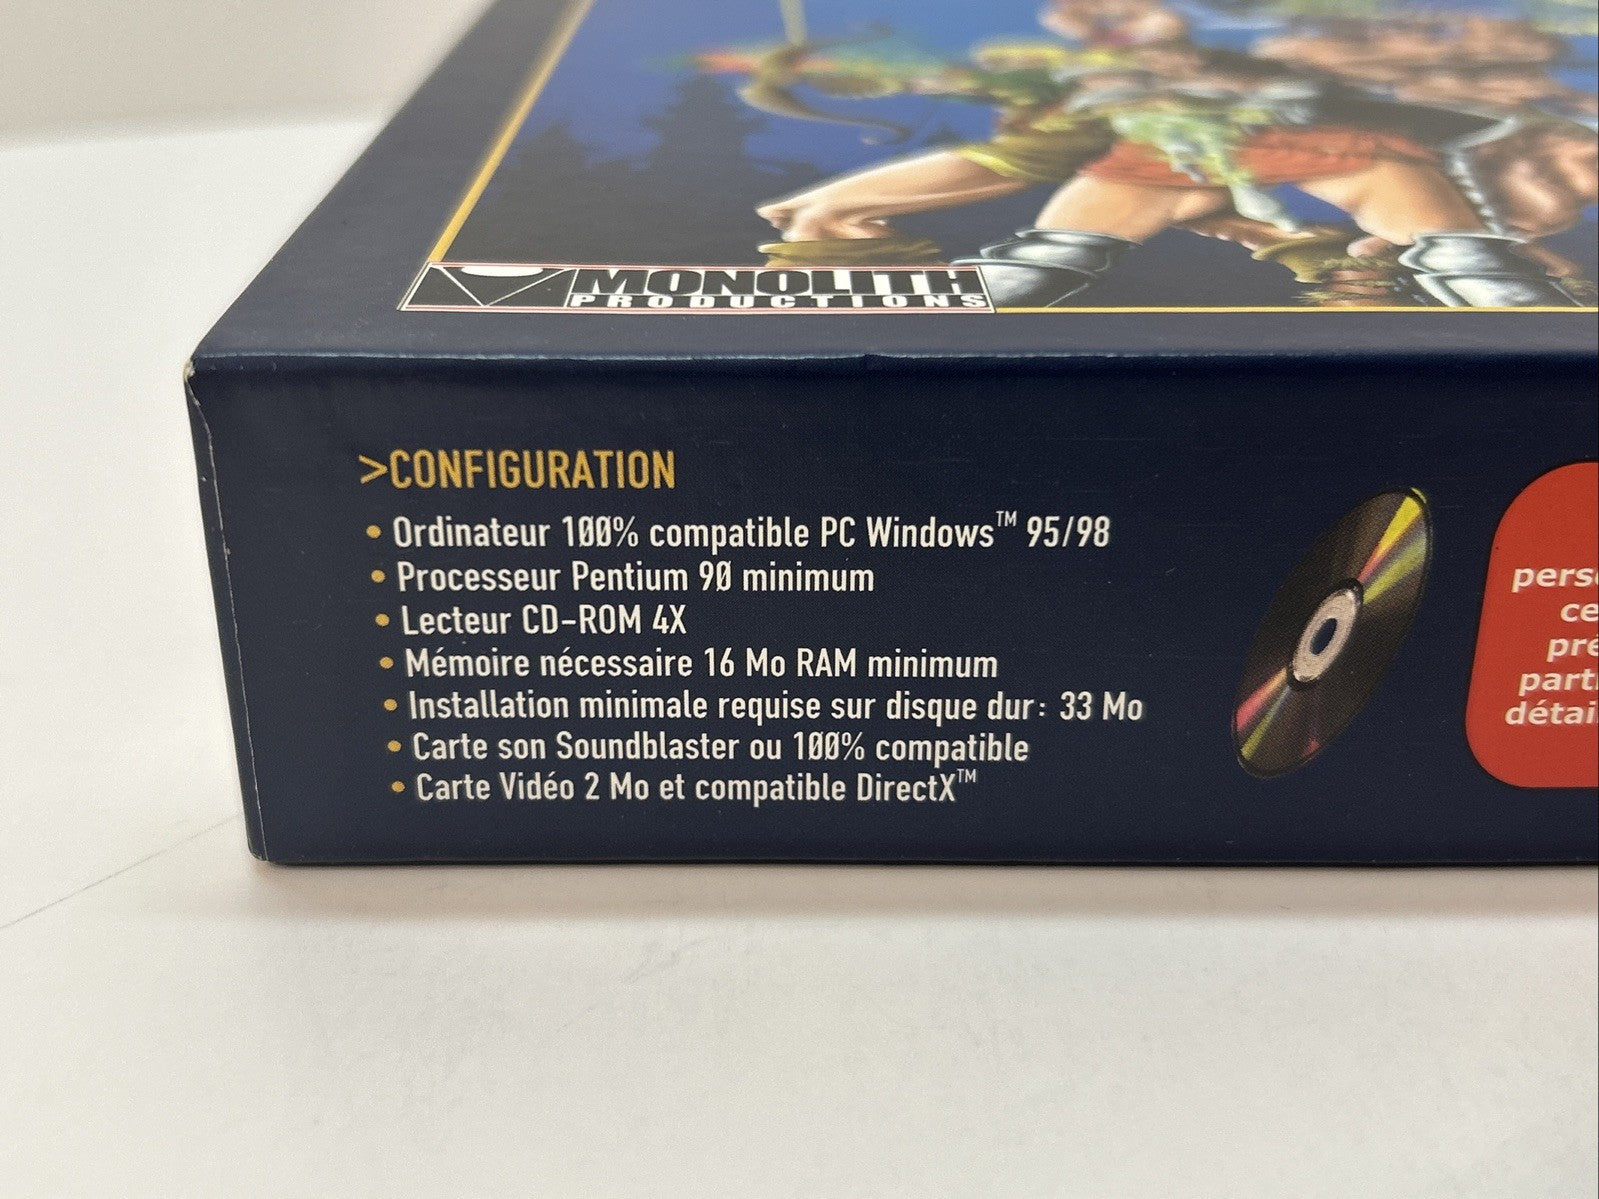 MONOLITH
PRODUCTIONS
>CONFIGURATION
• Ordinateur 100% compatible PC Windows™ 95/98
• Processeur Pentium 90 minimum
• Lecteur CD-ROM 4X
• Mémoire nécessaire 16 Mo RAM minimum
• Installation minimale requise sur disque dur: 33 Mo
• Carte son Soundblaster ou 100% compatible
• Carte Vidéo 2 Mo et compatible DirectX™